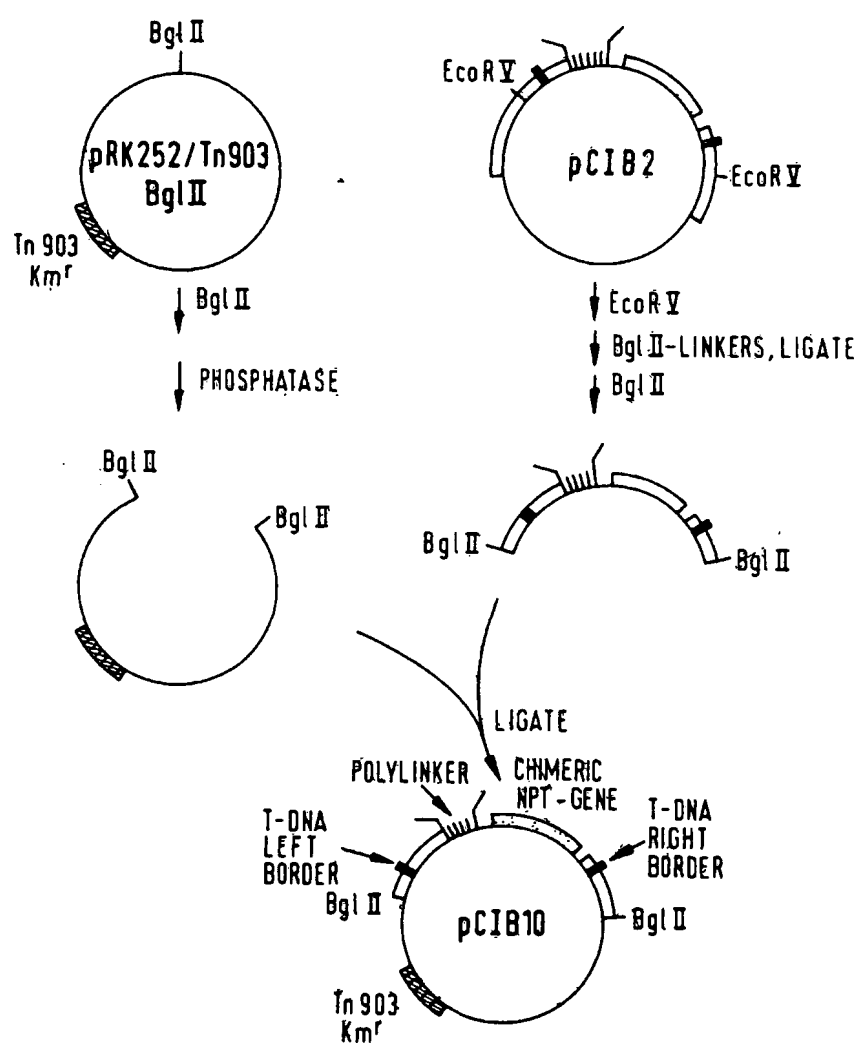 Bgl II
pRK252/Tn903
Bgl II
Tn 903
Kmr
Bgl II
PHOSPHATASE
EcoR V
pCIB2
EcoR V
EcoR V
Bgl II-LINKERS, LIGATE
Bgl II
Bgl II
Bgl II
Bgl II
Bgl II
LIGATE
POLYLINKER
CHIMERIC
NPT-GENE
T-DNA
LEFT
BORDER
T-DNA
RIGHT
BORDER
Bgl II
Bgl II
pCIB10
Tn 903
Kmr